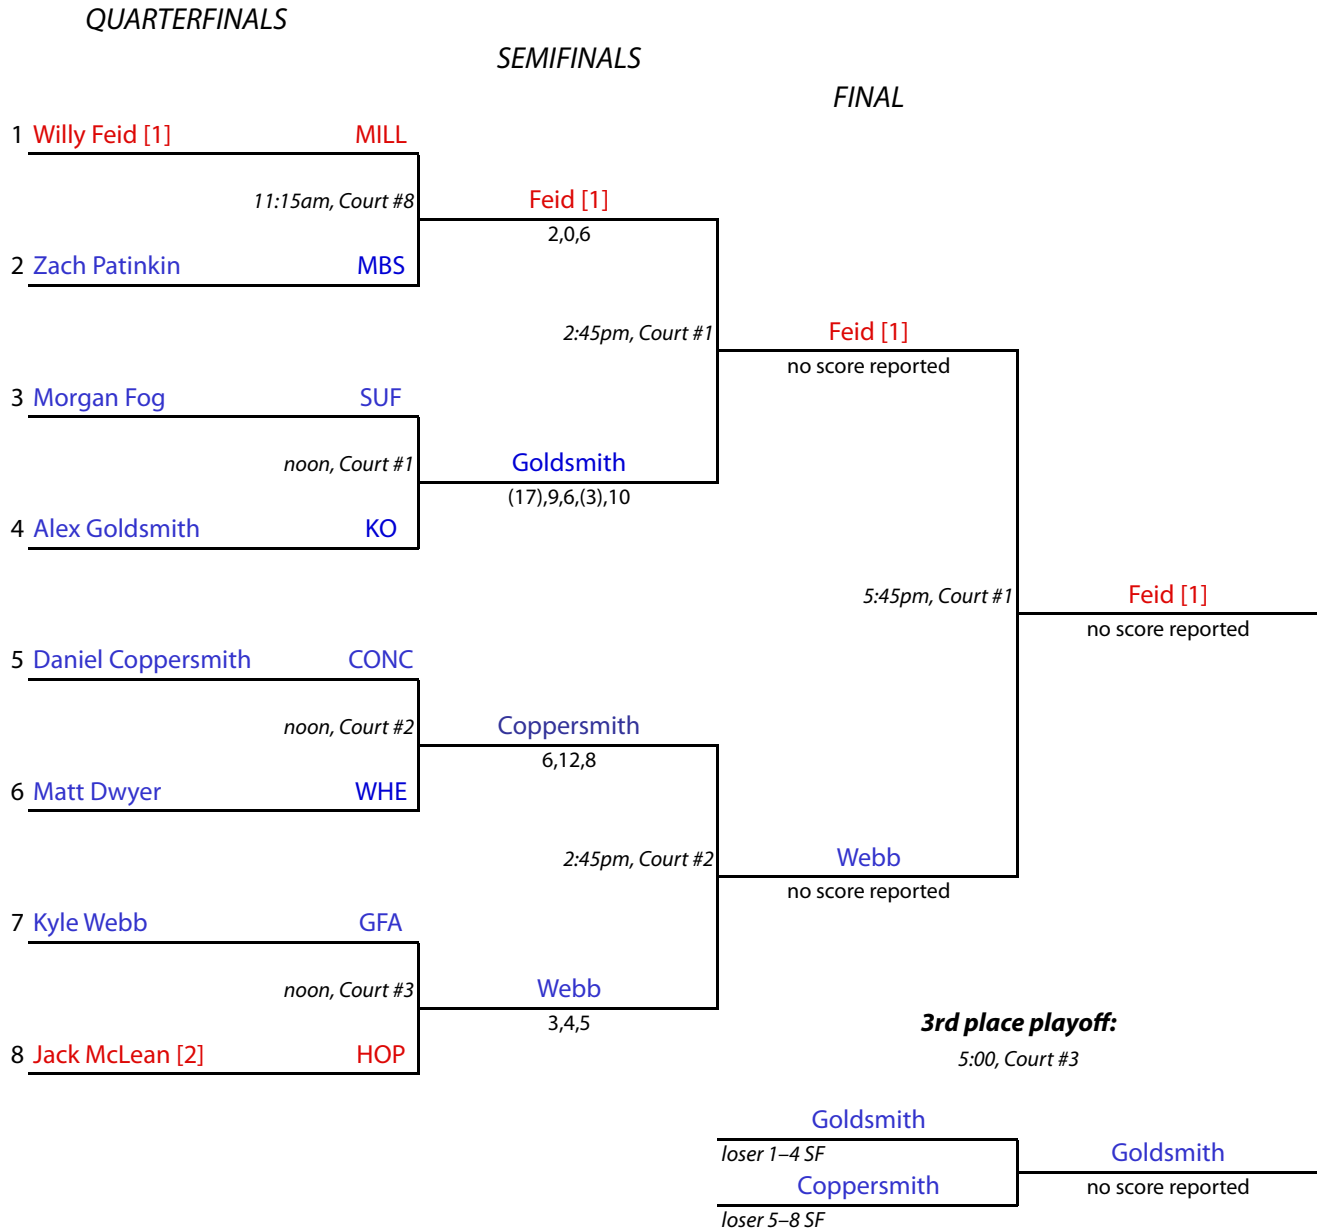 QUARTERFINALS
SEMIFINALS
FINAL
1 Willy Feid [1] MILL
11:15am, Court #8
Feid [1]
2,0,6
2 Zach Patinkin MBS
2:45pm, Court #1
Feid [1]
no score reported
3 Morgan Fog SUF
noon, Court #1
Goldsmith
(17),9,6,(3),10
4 Alex Goldsmith KO
5:45pm, Court #1
Feid [1]
no score reported
5 Daniel Coppersmith CONC
noon, Court #2
Coppersmith
6,12,8
6 Matt Dwyer WHE
2:45pm, Court #2
Webb
no score reported
7 Kyle Webb GFA
noon, Court #3
Webb
3,4,5
8 Jack McLean [2] HOP
3rd place playoff:
5:00, Court #3
Goldsmith
loser 1–4 SF
Goldsmith
no score reported
Coppersmith
loser 5–8 SF